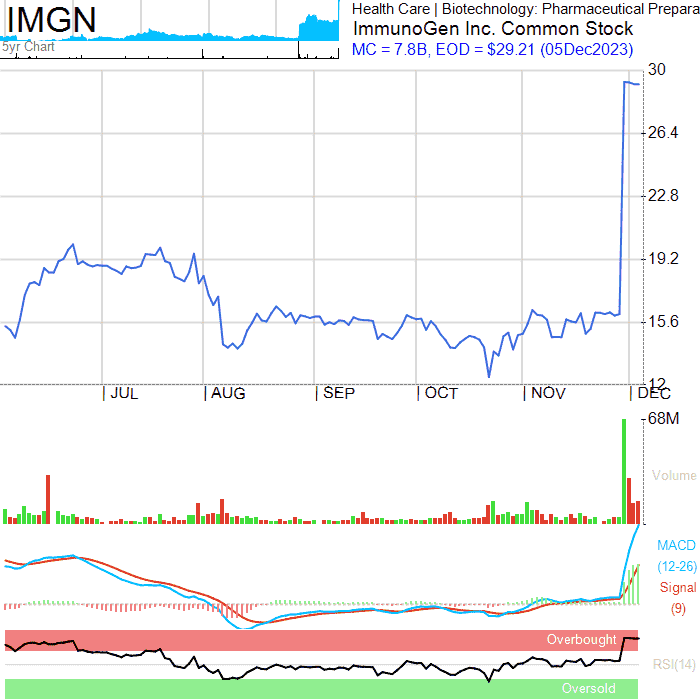 IMGN
5yr Chart
Health Care | Biotechnology: Pharmaceutical Prepara
ImmunoGen Inc. Common Stock
MC = 7.8B, EOD = $29.21 (05Dec2023)
30
26.4
22.8
19.2
15.6
12
| JUL | AUG | SEP | OCT | NOV | DEC
68M
Volume
MACD
(12-26)
Signal
(9)
Overbought
RSI(14)
Oversold